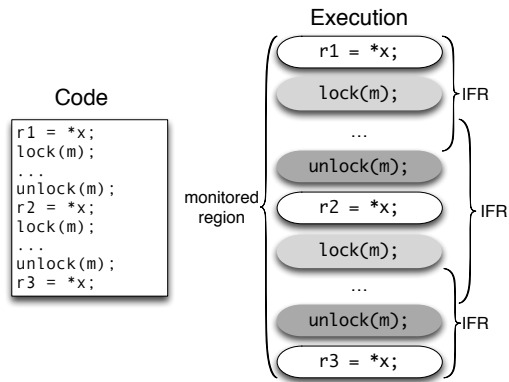 Code
r1 = *x;
lock(m);
...
unlock(m);
r2 = *x;
lock(m);
...
unlock(m);
r3 = *x;
Execution
r1 = *x;
lock(m);
...
unlock(m);
r2 = *x;
lock(m);
...
unlock(m);
r3 = *x;
monitored
region
IFR
IFR
IFR